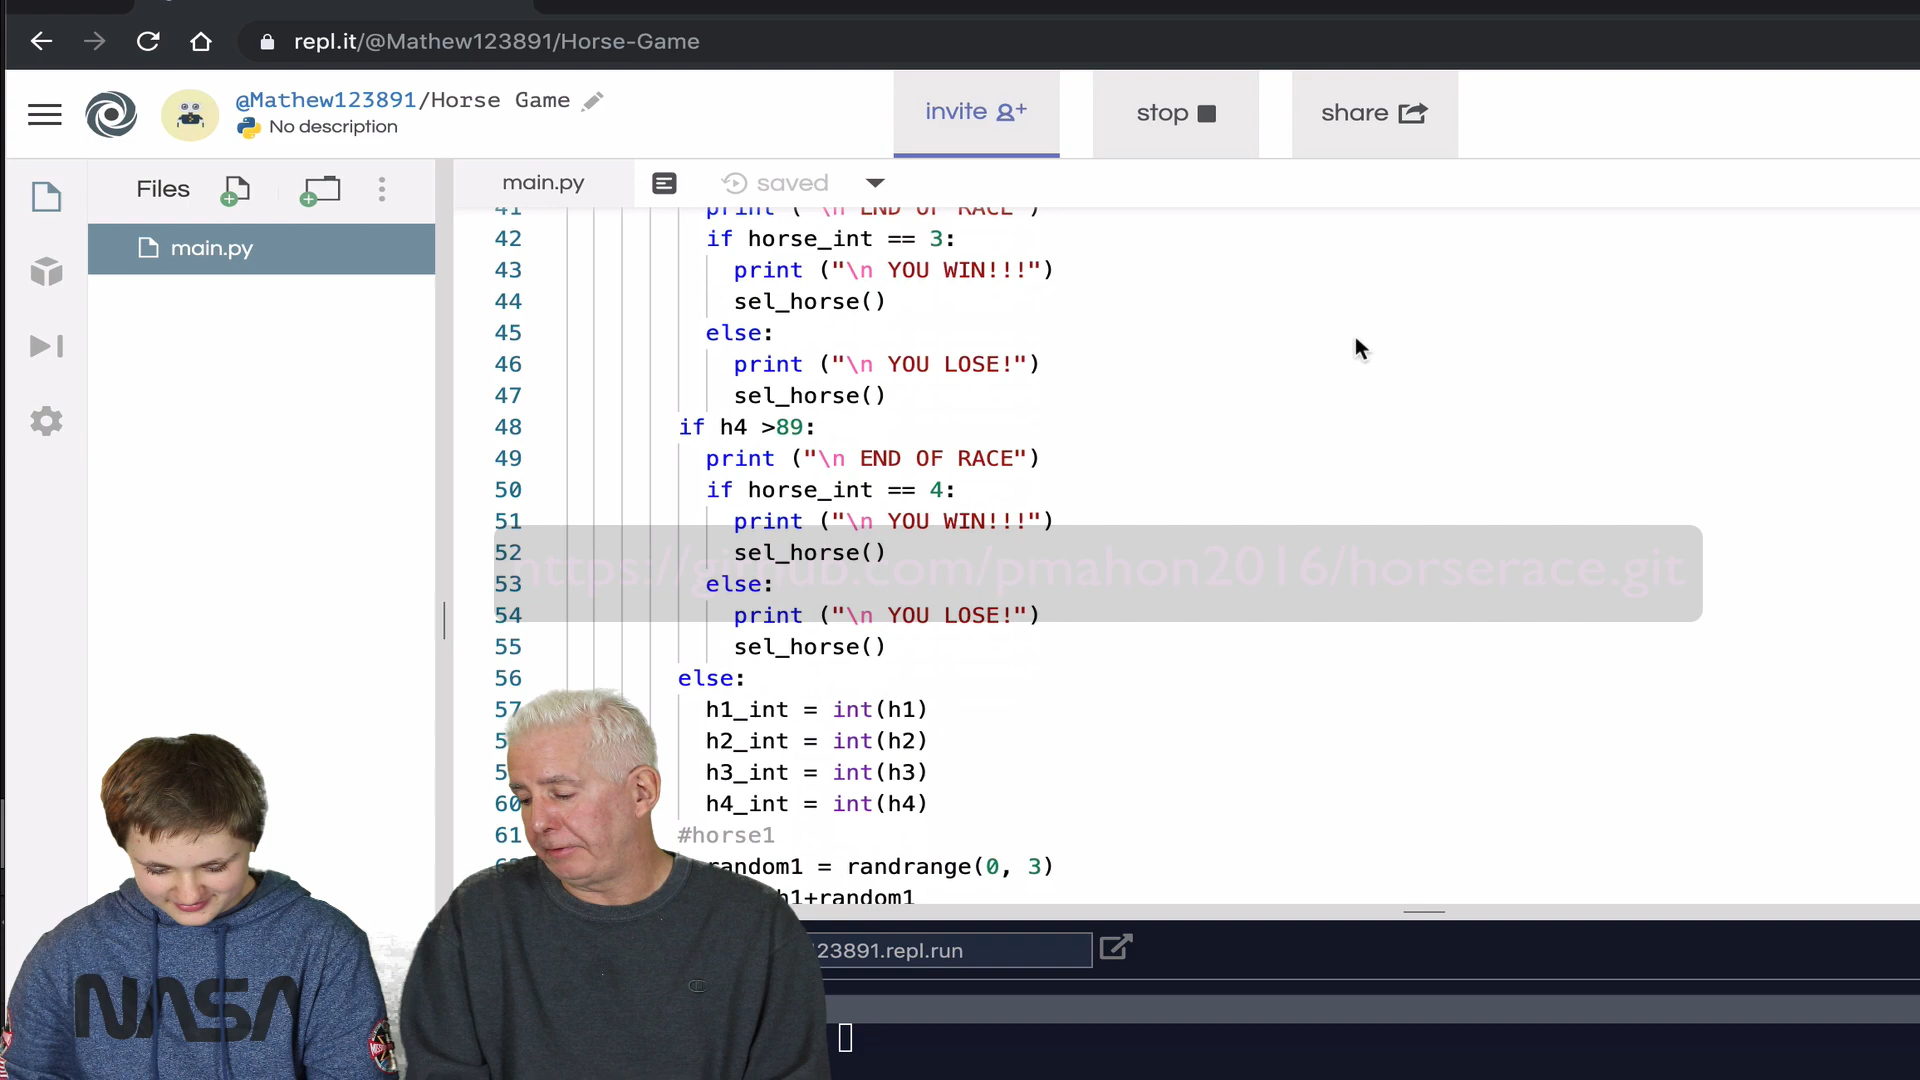 repl.it/@Mathew123891/Horse-Game
@Mathew123891/Horse Game
No description
invite
stop
share
Files
main.py
main.py
saved
41 print ("\n END OF RACE")
42 if horse_int == 3:
43 print ("\n YOU WIN!!!")
44 sel_horse()
45 else:
46 print ("\n YOU LOSE!")
47 sel_horse()
48 if h4 >89:
49 print ("\n END OF RACE")
50 if horse_int == 4:
51 print ("\n YOU WIN!!!")
52 sel_horse()
https://github.com/pmahon2016/horserace.git
53 else:
54 print ("\n YOU LOSE!")
55 sel_horse()
56 else:
57 h1_int = int(h1)
h2_int = int(h2)
h3_int = int(h3)
60 h4_int = int(h4)
61 #horse1
random1 = randrange(0, 3)
h1+random1
23891.repl.run
NASA